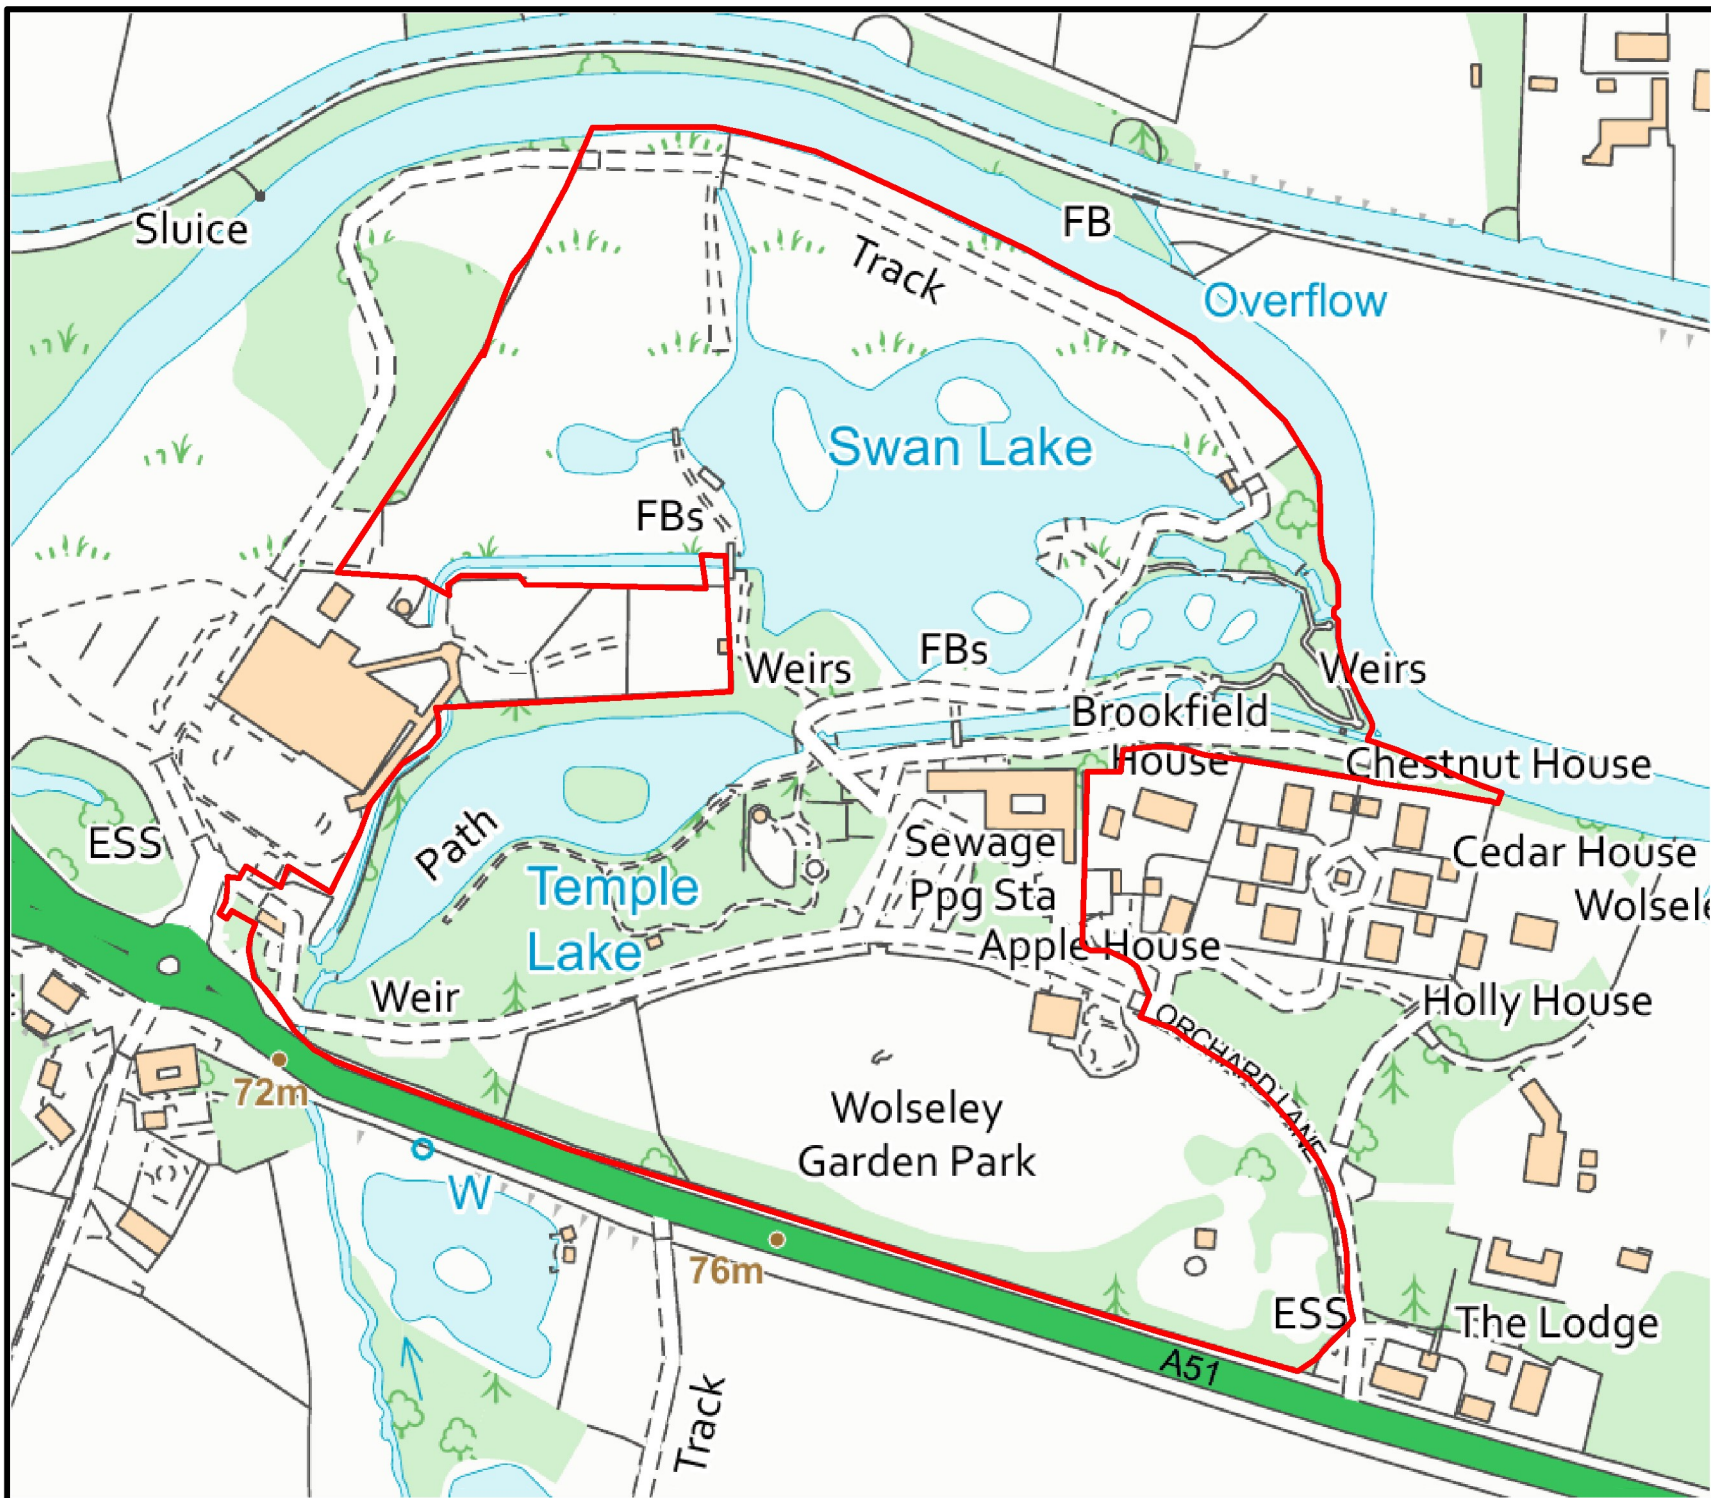 Sluice
FB
Track
Overflow
Swan Lake
FBs
FBs
Weirs
Weirs
Brookfield
House
Chestnut House
ESS
Path
Sewage
Ppg Sta
Cedar House
Temple
Lake
Wolsele
Apple House
Weir
Holly House
ORCHARD LANE
72m
Wolseley
Garden Park
W
76m
ESS
The Lodge
A51
Track